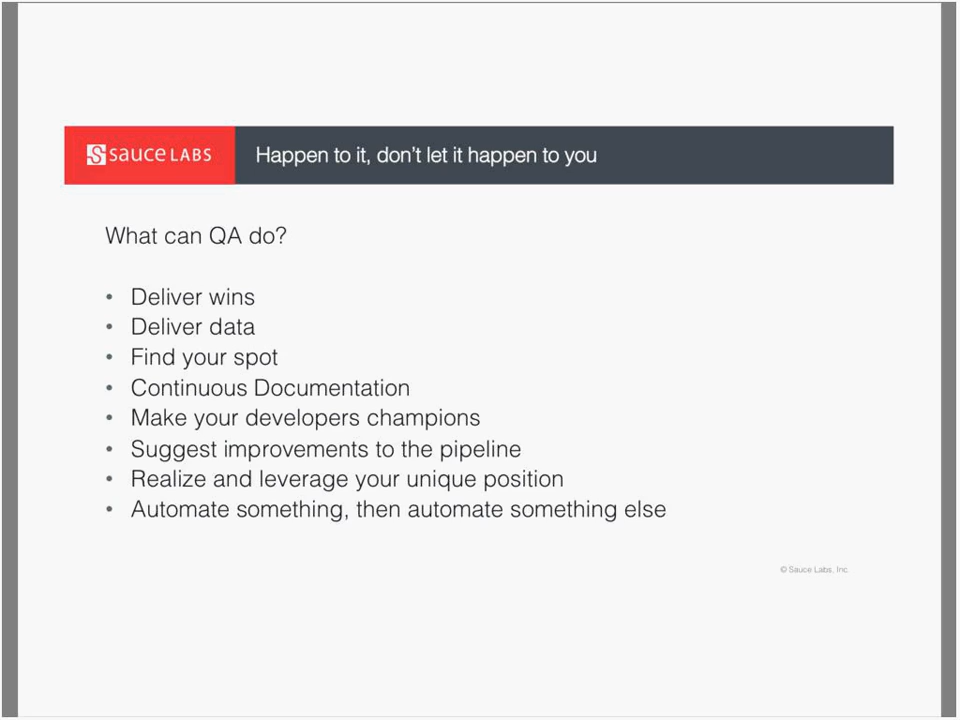 SAUCE LABS
Happen to it, don't let it happen to you
What can QA do?
• Deliver wins
• Deliver data
• Find your spot
• Continuous Documentation
• Make your developers champions
• Suggest improvements to the pipeline
• Realize and leverage your unique position
• Automate something, then automate something else
© Sauce Labs, Inc